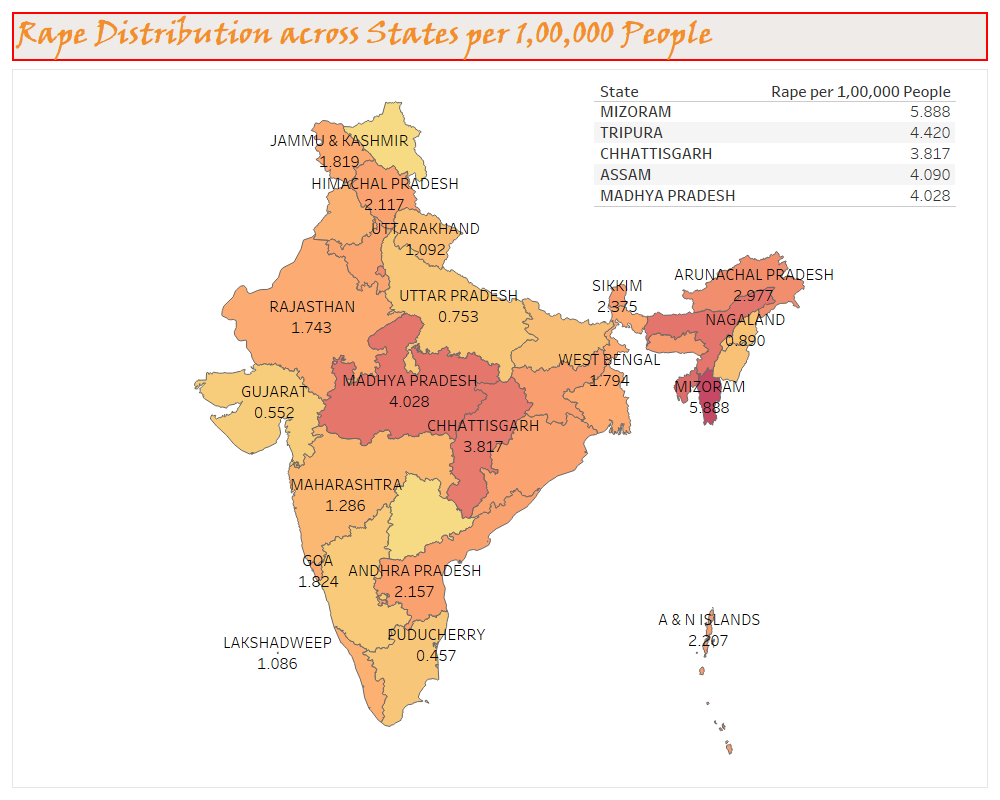 Rape Distribution across States per 1,00,000 People
State Rape per 1,00,000 People
MIZORAM 5.888
TRIPURA 4.420
CHHATTISGARH 3.817
ASSAM 4.090
MADHYA PRADESH 4.028
JAMMU & KASHMIR
1.819
HIMACHAL PRADESH
2.117
UTTARAKHAND
1.092
RAJASTHAN
1.743
UTTAR PRADESH
0.753
SIKKIM
2.375
ARUNACHAL PRADESH
2.977
NAGALAND
0.890
WEST BENGAL
1.794
MIZORAM
5.888
GUJARAT
0.552
MADHYA PRADESH
4.028
CHHATTISGARH
3.817
MAHARASHTRA
1.286
GOA
1.824
ANDHRA PRADESH
2.157
A & N ISLANDS
2.207
LAKSHADWEEP
1.086
PUDUCHERRY
0.457